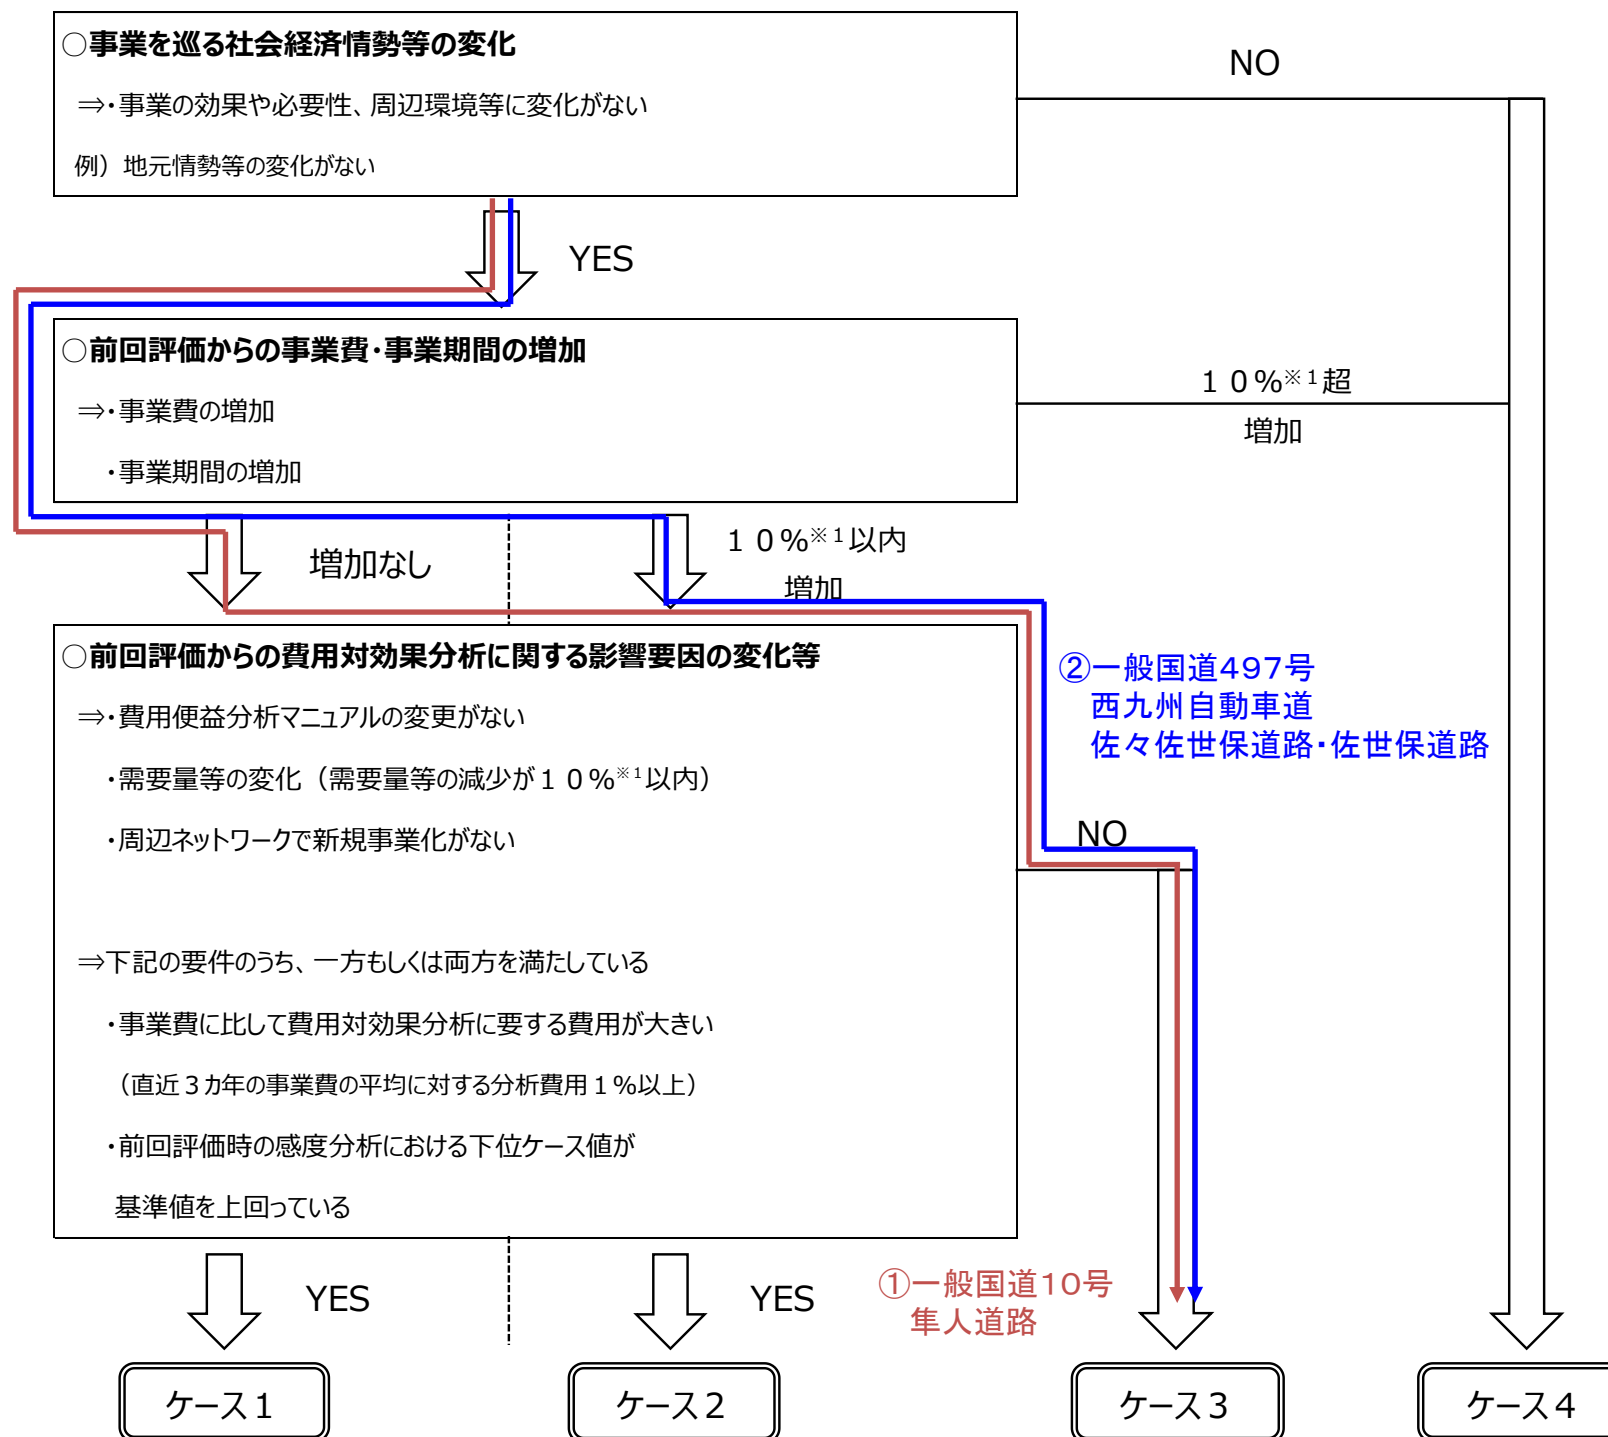 ○事業を巡る社会経済情勢等の変化
⇒・事業の効果や必要性、周辺環境等に変化がない
例）地元情勢等の変化がない
NO
YES
○前回評価からの事業費・事業期間の増加
⇒・事業費の増加
・事業期間の増加
１０%※１超
増加
増加なし
１０%※１以内
増加
○前回評価からの費用対効果分析に関する影響要因の変化等
⇒・費用便益分析マニュアルの変更がない
・需要量等の変化（需要量等の減少が１０%※１以内）
・周辺ネットワークで新規事業化がない
⇒下記の要件のうち、一方もしくは両方を満たしている
・事業費に比して費用対効果分析に要する費用が大きい
（直近３カ年の事業費の平均に対する分析費用１%以上）
・前回評価時の感度分析における下位ケース値が
基準値を上回っている
②一般国道497号
西九州自動車道
佐々佐世保道路・佐世保道路
NO
YES
YES
①一般国道10号
隼人道路
ケース１
ケース２
ケース３
ケース４